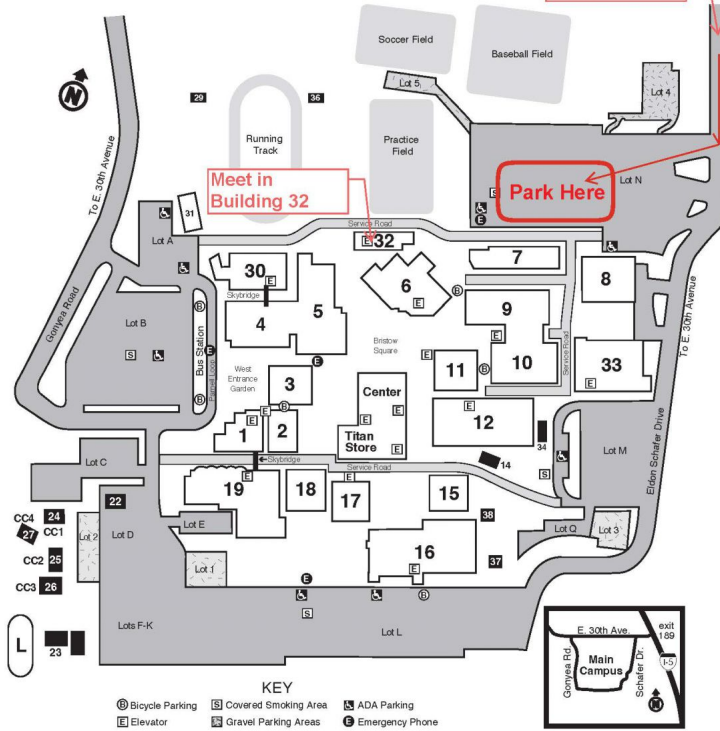 Soccer Field
Baseball Field
Lot 5
Lot 4
N
29
36
Running
Track
Practice
Field
To E. 30th Avenue
Lot N
S
Park Here
Meet in
Building 32
31
Lot A
Service Road
E 32
E
30
Skybridge
5
4
6
E
7
8
B
9
E
10
Service Road
33
E
To E. 30th Avenue
Gonyea Road
Lot B
S
Bus Station
B
B
Parcell Loop
E
E
Bristow
Square
West
Entrance
Garden
3
B
E
11
B
Center
E
E
Titan
Store
E
E
12
34
14
S
Lot M
Eldon Schafer Drive
1
E
E
2
Skybridge
Service Road
Lot C
22
19
E
18
17
E
15
38
Lot Q
Lot 3
CC4
24
27
CC1
CC2
25
CC3
26
Lot 2
Lot D
Lot E
Lot 1
16
E
37
E
S
B
L
23
Lots F-K
Lot L
E. 30th Ave.
exit
189
Gonyea Rd.
Main
Campus
Schafer Dr.
I-5
N
KEY
B Bicycle Parking
S Covered Smoking Area
ADA Parking
E Elevator
Gravel Parking Areas
E Emergency Phone